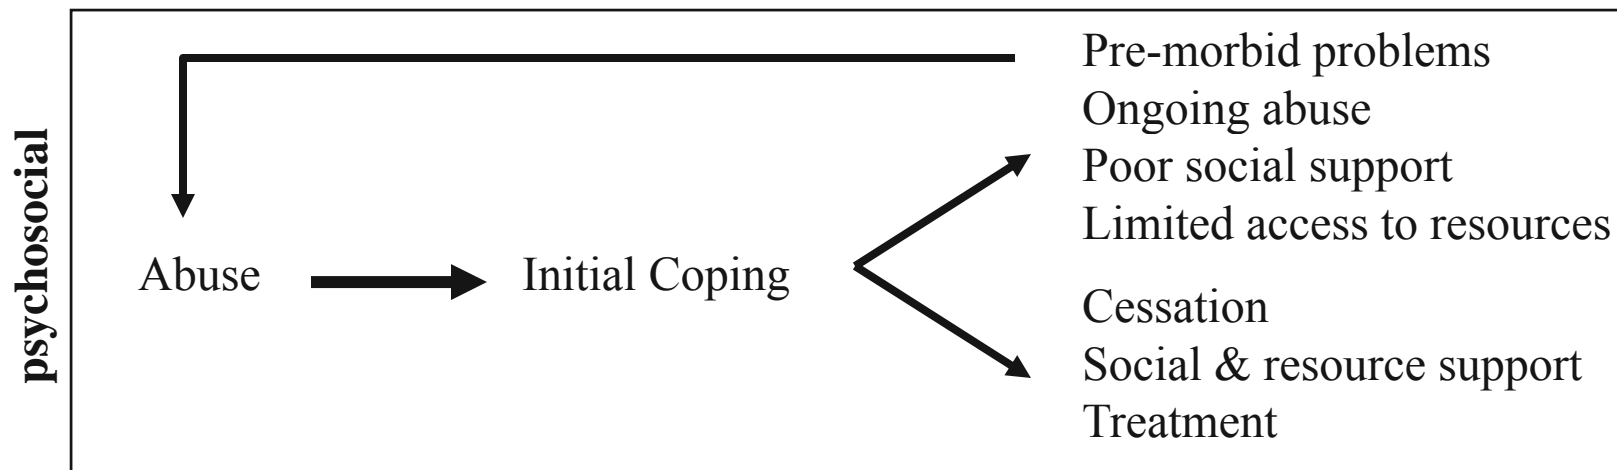 psychosocial
Pre-morbid problems
Ongoing abuse
Poor social support
Limited access to resources
Abuse
Initial Coping
Cessation
Social & resource support
Treatment